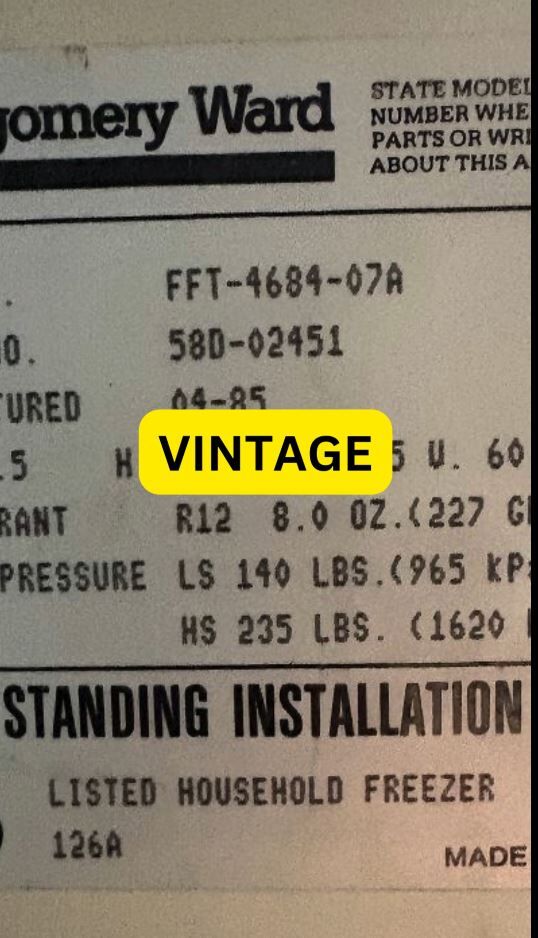 gomery Ward
STATE MODEL
NUMBER WHE
PARTS OR WRI
ABOUT THIS A
. FFT-4684-07A
O. 58D-02451
TURED 04-85
.5 H 5 V. 60
VINTAGE
RANT R12 8.0 OZ.(227 G
PRESSURE LS 140 LBS.(965 KP
HS 235 LBS. (1620
STANDING INSTALLATION
LISTED HOUSEHOLD FREEZER
126A
MADE